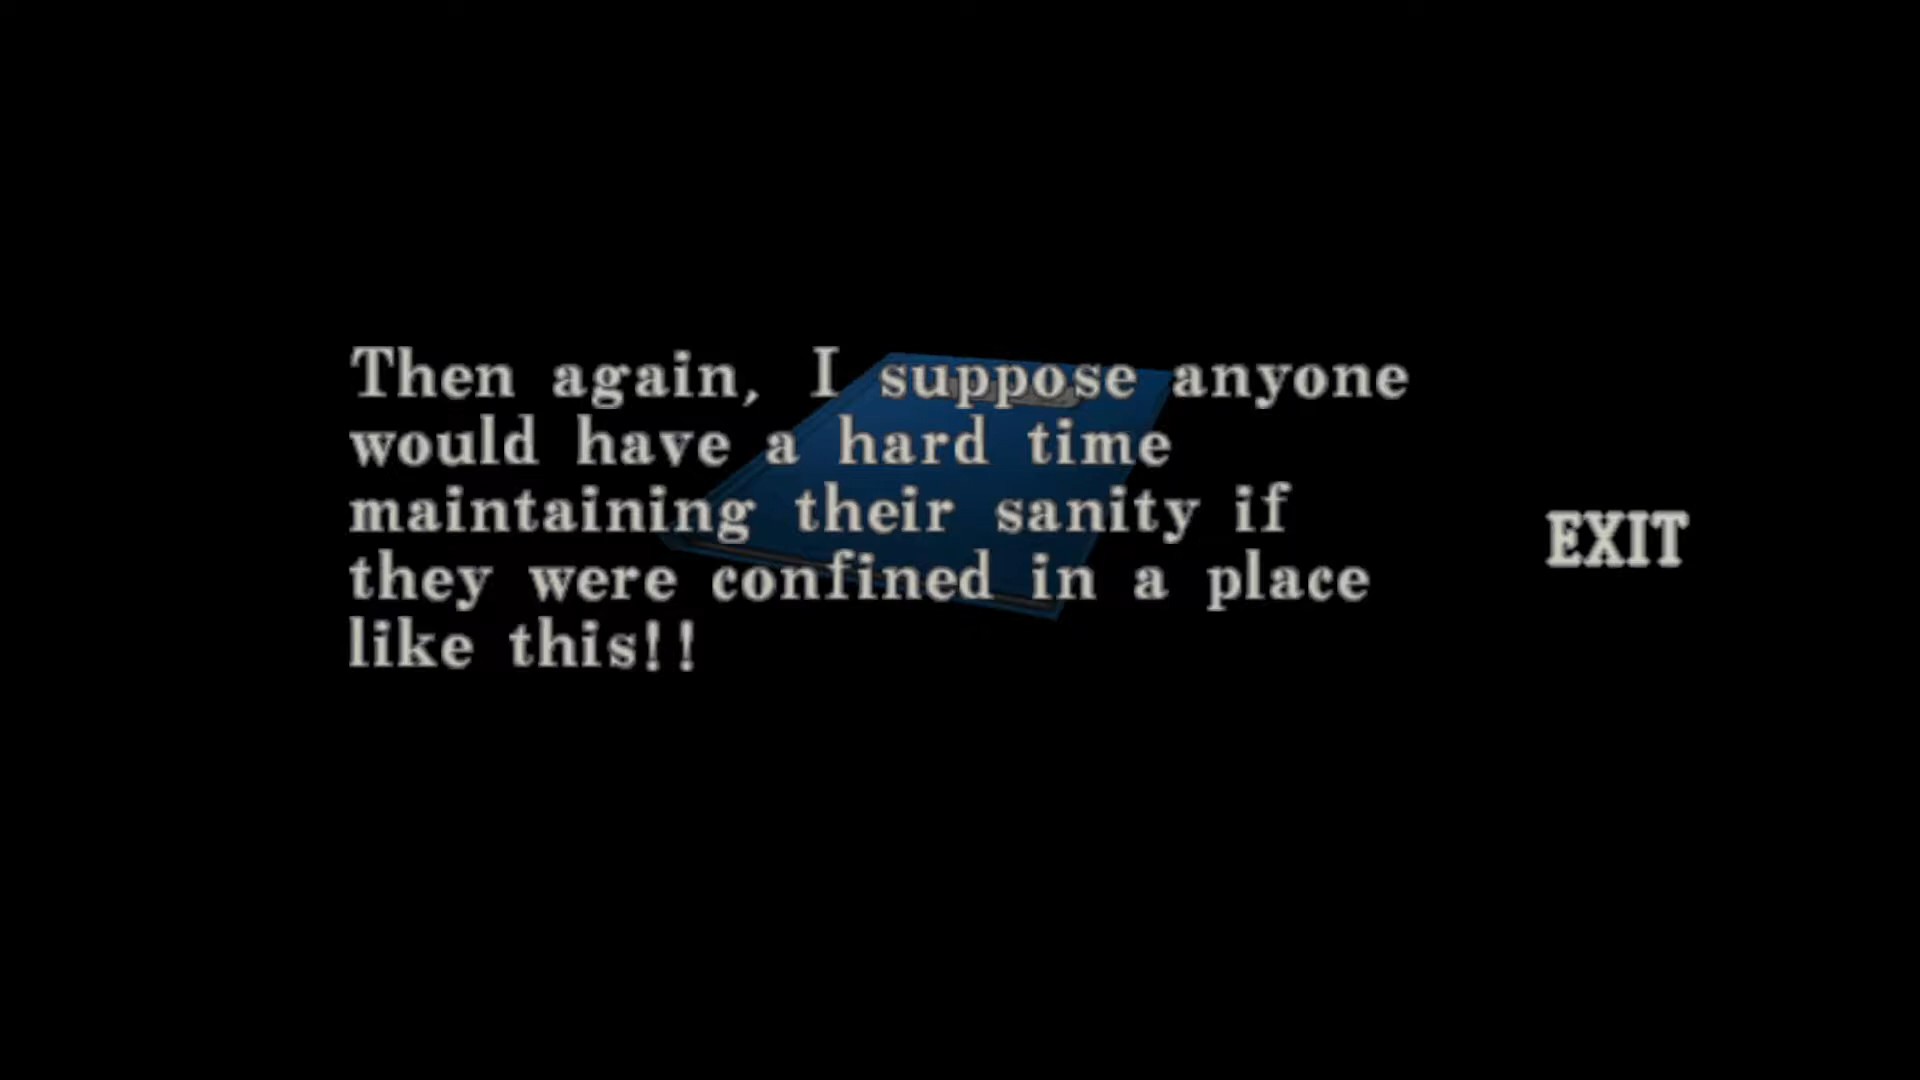 Then again, I suppose anyone
would have a hard time
maintaining their sanity if
they were confined in a place
like this!!
EXIT